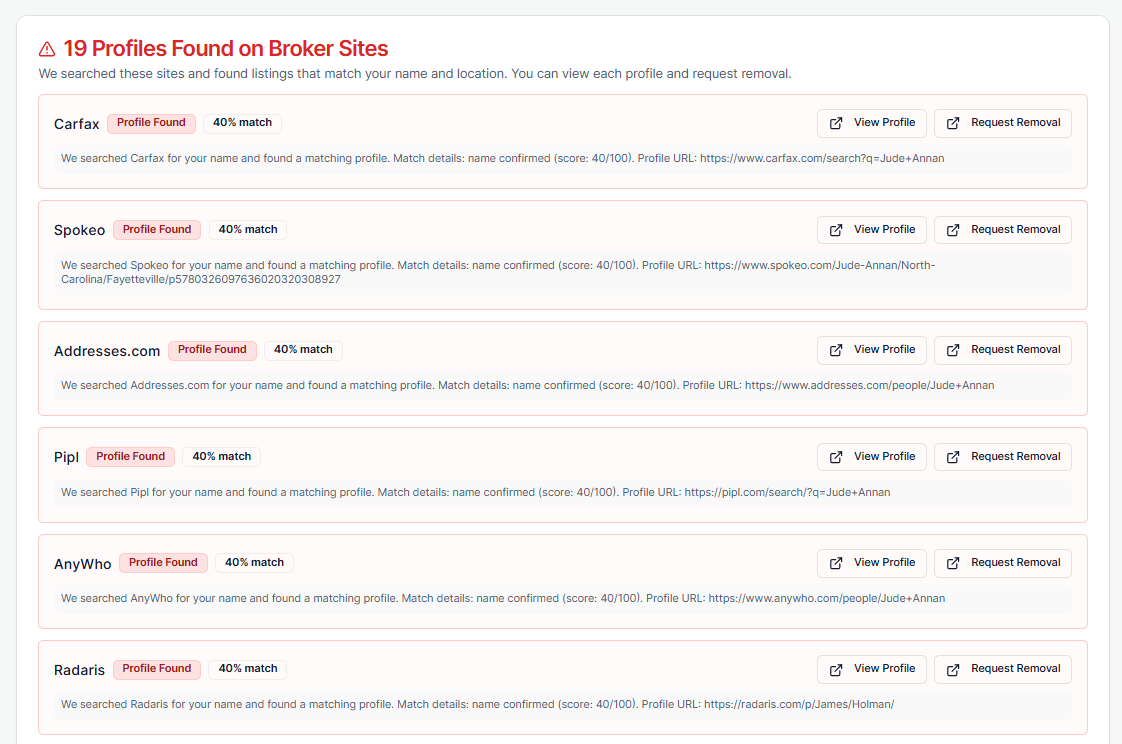 19 Profiles Found on Broker Sites
We searched these sites and found listings that match your name and location. You can view each profile and request removal.
Carfax Profile Found 40% match View Profile Request Removal
We searched Carfax for your name and found a matching profile. Match details: name confirmed (score: 40/100). Profile URL: https://www.carfax.com/search?q=Jude+Annan
Spokeo Profile Found 40% match View Profile Request Removal
We searched Spokeo for your name and found a matching profile. Match details: name confirmed (score: 40/100). Profile URL: https://www.spokeo.com/Jude-Annan/North-
Carolina/Fayetteville/p5780326097636020320308927
Addresses.com Profile Found 40% match View Profile Request Removal
We searched Addresses.com for your name and found a matching profile. Match details: name confirmed (score: 40/100). Profile URL: https://www.addresses.com/people/Jude+Annan
Pipl Profile Found 40% match View Profile Request Removal
We searched Pipl for your name and found a matching profile. Match details: name confirmed (score: 40/100). Profile URL: https://pipl.com/search/?q=Jude+Annan
AnyWho Profile Found 40% match View Profile Request Removal
We searched AnyWho for your name and found a matching profile. Match details: name confirmed (score: 40/100). Profile URL: https://www.anywho.com/people/Jude+Annan
Radaris Profile Found 40% match View Profile Request Removal
We searched Radaris for your name and found a matching profile. Match details: name confirmed (score: 40/100). Profile URL: https://radaris.com/p/James/Holman/